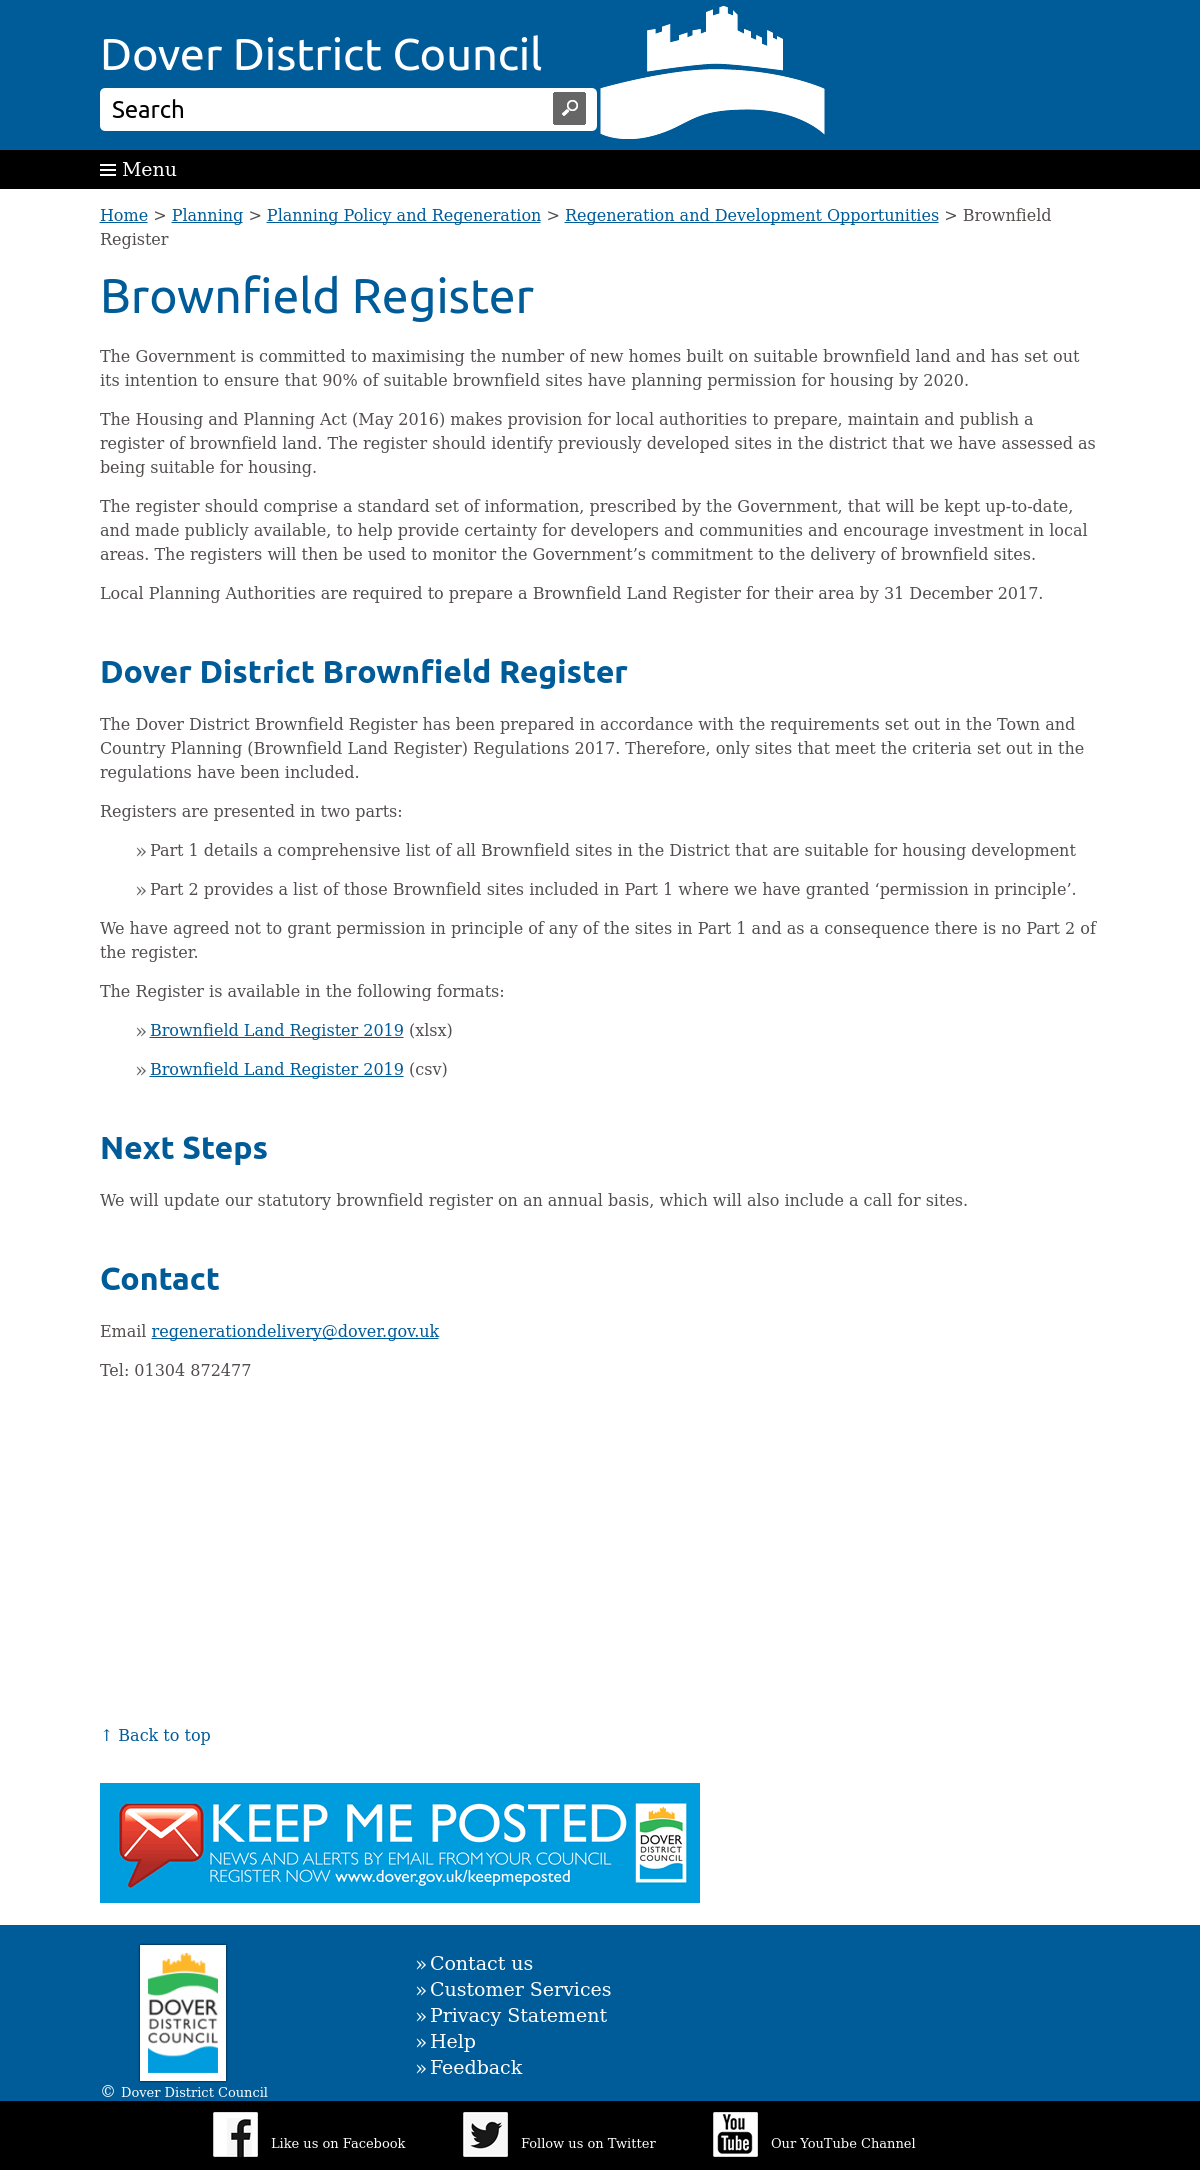 Dover District Council
Search
Menu
Home > Planning > Planning Policy and Regeneration > Regeneration and Development Opportunities > Brownfield
Register
Brownfield Register
The Government is committed to maximising the number of new homes built on suitable brownfield land and has set out
its intention to ensure that 90% of suitable brownfield sites have planning permission for housing by 2020.
The Housing and Planning Act (May 2016) makes provision for local authorities to prepare, maintain and publish a
register of brownfield land. The register should identify previously developed sites in the district that we have assessed as
being suitable for housing.
The register should comprise a standard set of information, prescribed by the Government, that will be kept up-to-date,
and made publicly available, to help provide certainty for developers and communities and encourage investment in local
areas. The registers will then be used to monitor the Government’s commitment to the delivery of brownfield sites.
Local Planning Authorities are required to prepare a Brownfield Land Register for their area by 31 December 2017.
Dover District Brownfield Register
The Dover District Brownfield Register has been prepared in accordance with the requirements set out in the Town and
Country Planning (Brownfield Land Register) Regulations 2017. Therefore, only sites that meet the criteria set out in the
regulations have been included.
Registers are presented in two parts:
» Part 1 details a comprehensive list of all Brownfield sites in the District that are suitable for housing development
» Part 2 provides a list of those Brownfield sites included in Part 1 where we have granted ‘permission in principle’.
We have agreed not to grant permission in principle of any of the sites in Part 1 and as a consequence there is no Part 2 of
the register.
The Register is available in the following formats:
» Brownfield Land Register 2019 (xlsx)
» Brownfield Land Register 2019 (csv)
Next Steps
We will update our statutory brownfield register on an annual basis, which will also include a call for sites.
Contact
Email regenerationdelivery@dover.gov.uk
Tel: 01304 872477
↑ Back to top
KEEP ME POSTED
NEWS AND ALERTS BY EMAIL FROM YOUR COUNCIL
REGISTER NOW www.dover.gov.uk/keepmeposted
DOVER
DISTRICT
COUNCIL
DOVER
DISTRICT
COUNCIL
© Dover District Council
» Contact us
» Customer Services
» Privacy Statement
» Help
» Feedback
Like us on Facebook
Follow us on Twitter
You
Tube
Our YouTube Channel